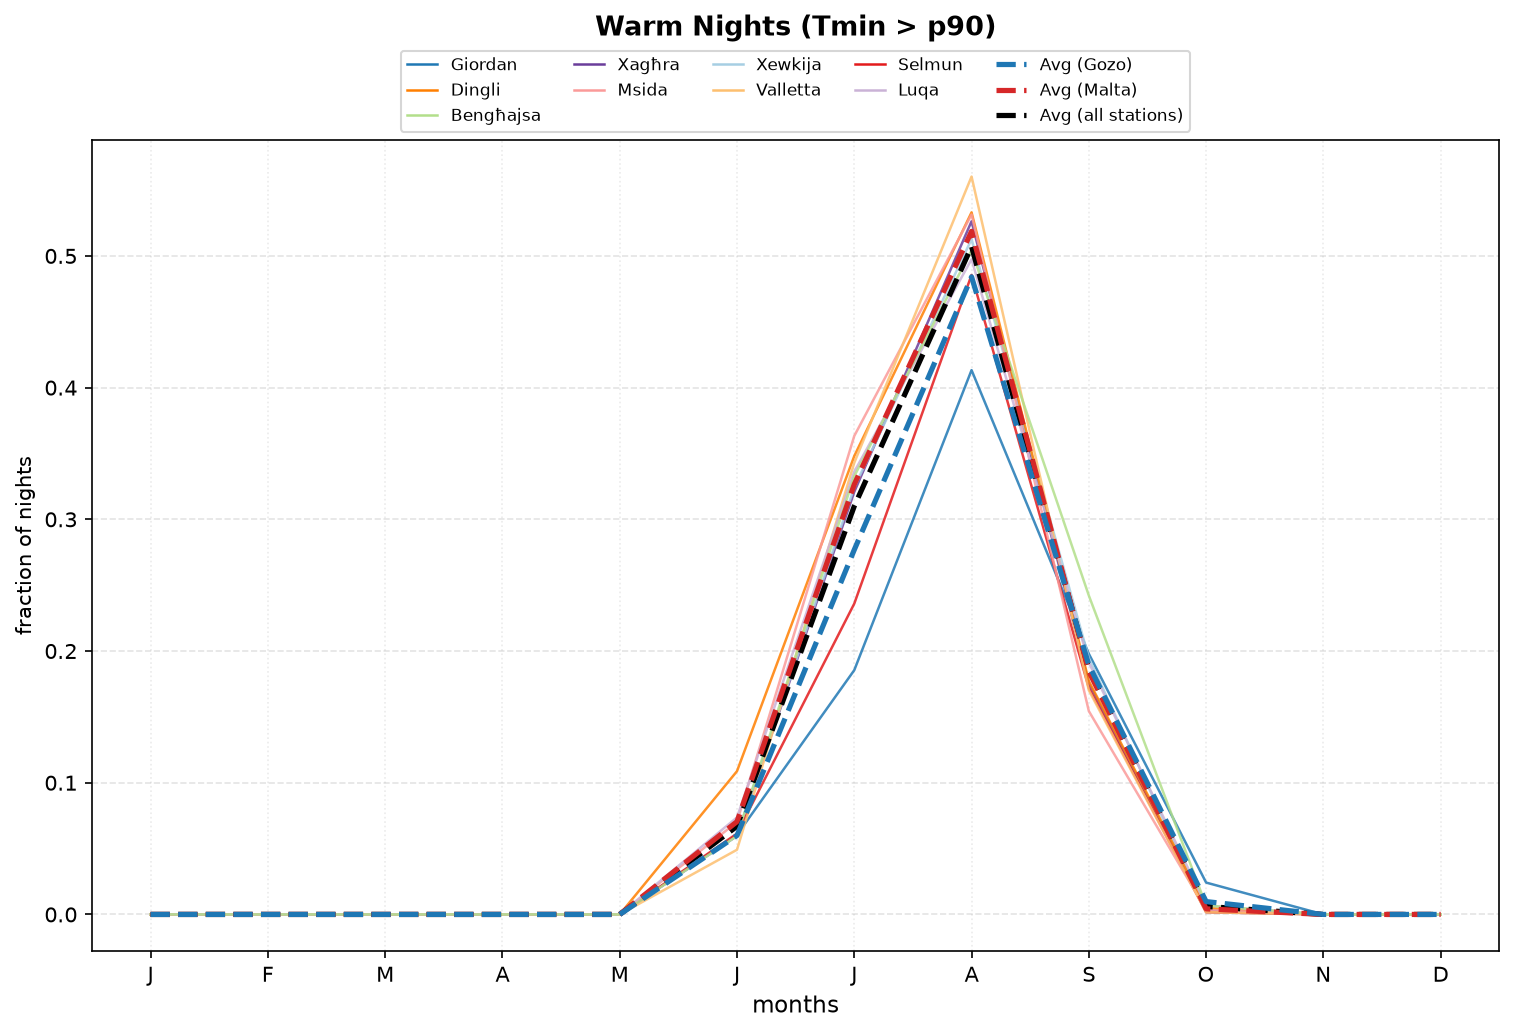 Warm Nights (Tmin > p90)
Giordan Xagħra Xewkija Selmun Avg (Gozo)
Dingli Msida Valletta Luqa Avg (Malta)
Bengħajsa Avg (all stations)
fraction of nights
0.5
0.4
0.3
0.2
0.1
0.0
J F M A M J J A S O N D
months